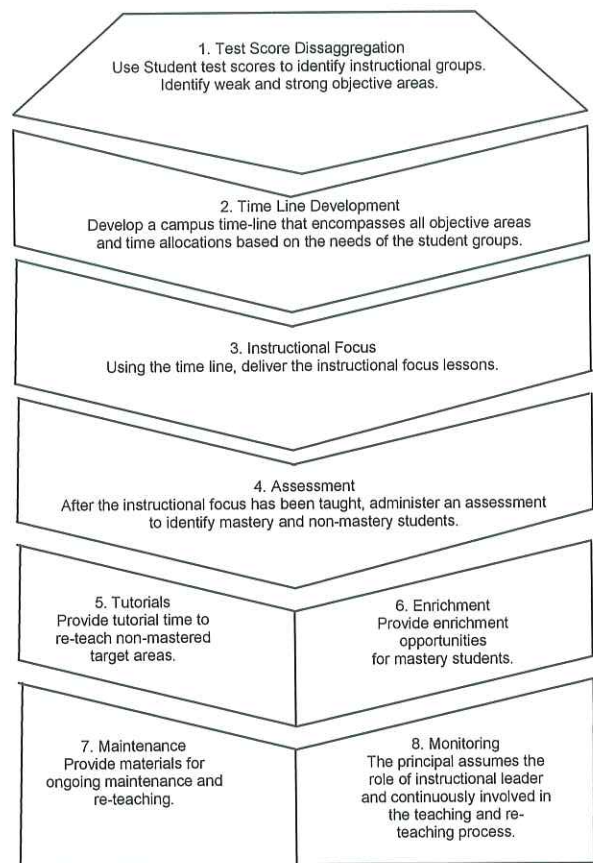 1. Test Score Dissaggregation
Use Student test scores to identify instructional groups.
Identify weak and strong objective areas.
2. Time Line Development
Develop a campus time-line that encompasses all objective areas
and time allocations based on the needs of the student groups.
3. Instructional Focus
Using the time line, deliver the instructional focus lessons.
4. Assessment
After the instructional focus has been taught, administer an assessment
to identify mastery and non-mastery students.
5. Tutorials
Provide tutorial time to
re-teach non-mastered
target areas.
6. Enrichment
Provide enrichment
opportunities
for mastery students.
7. Maintenance
Provide materials for
ongoing maintenance and
re-teaching.
8. Monitoring
The principal assumes the
role of instructional leader
and continuously involved in
the teaching and re-
teaching process.